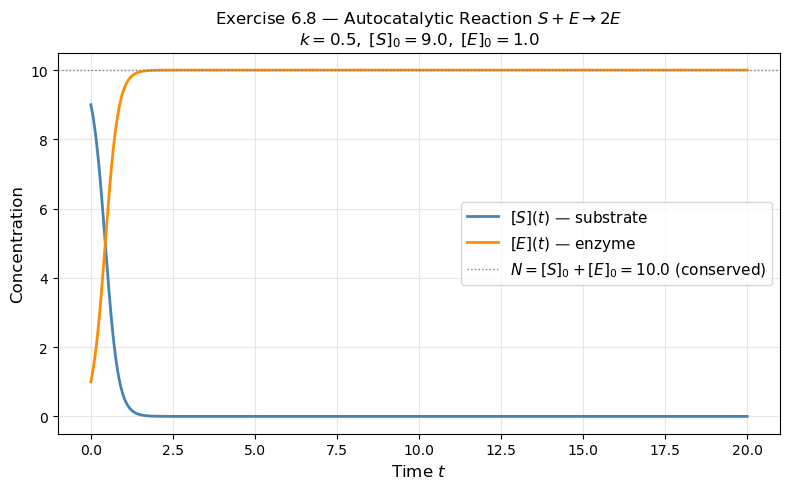 Exercise 6.8 — Autocatalytic Reaction S + E → 2E
k = 0.5, [S]₀ = 9.0, [E]₀ = 1.0
10
8
6
4
2
0
Concentration
[S](t) — substrate
[E](t) — enzyme
N = [S]₀ + [E]₀ = 10.0 (conserved)
0.0 2.5 5.0 7.5 10.0 12.5 15.0 17.5 20.0
Time t